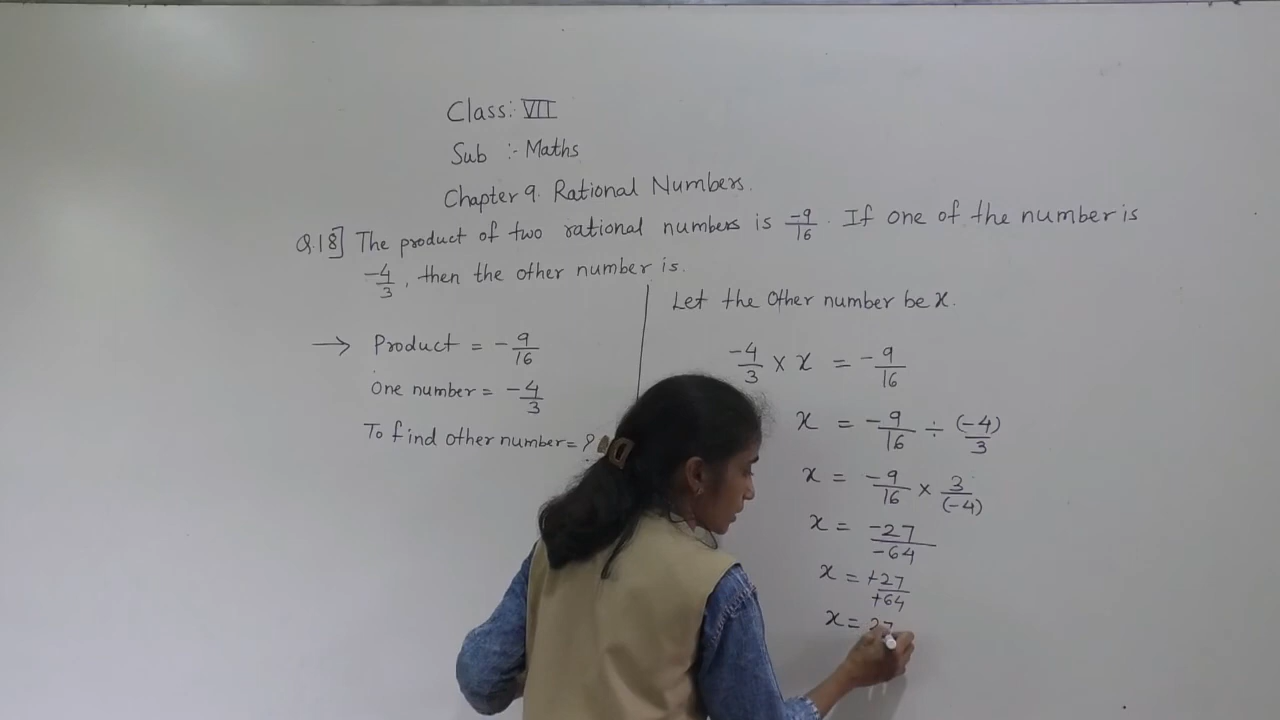 Class:- VII
Sub :- Maths
Chapter 9. Rational Numbers.
Q.18] The product of two rational numbers is -9/16. If one of the number is
-4/3, then the other number is.
→ Product = -9/16
One number = -4/3
To find other number = ?
Let the Other number be x.
-4/3 × x = -9/16
x = -9/16 ÷ (-4)/3
x = -9/16 × 3/(-4)
x = -27/-64
x = +27/+64
x = 27